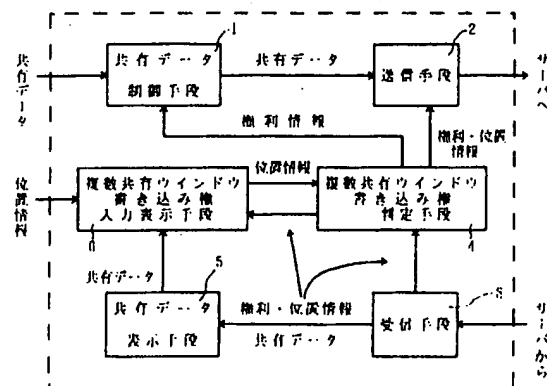 共有データ
1
共有データ
制御手段
共有データ
2
送信手段
サーバへ
権利情報
権利・位置
情報
位置情報
位置情報
複数共有ウインドウ
書き込み権
入力表示手段
6
複数共有ウインドウ
書き込み権
判定手段
4
共有データ
5
共有データ
表示手段
権利・位置情報
共有データ
3
受信手段
サーバから